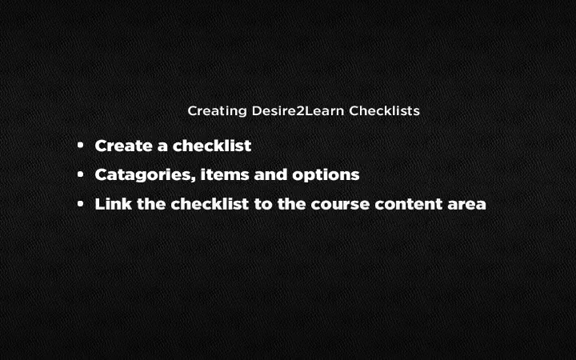 Creating Desire2Learn Checklists
• Create a checklist
• Catagories, items and options
• Link the checklist to the course content area